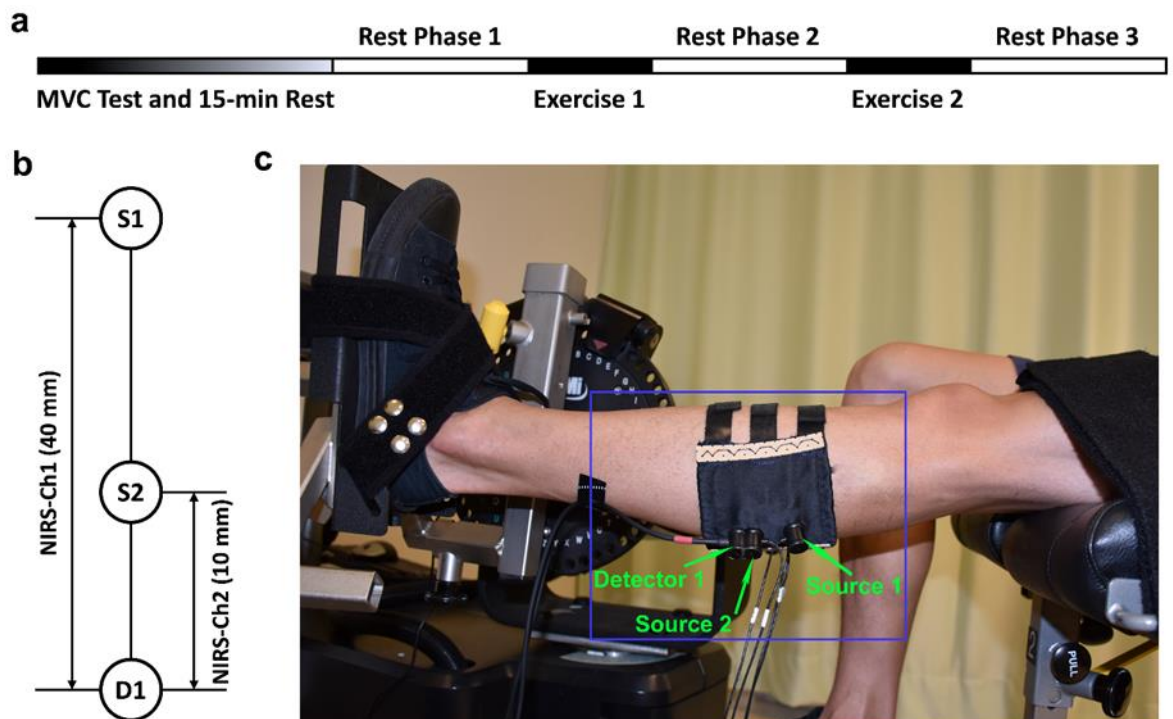 a
Rest Phase 1
Rest Phase 2
Rest Phase 3
MVC Test and 15-min Rest
Exercise 1
Exercise 2
b
S1
S2
D1
NIRS-Ch1 (40 mm)
NIRS-Ch2 (10 mm)
c
B C D E F G H I
K
W
Detector 1
Source 2
Source 1
2
PULL